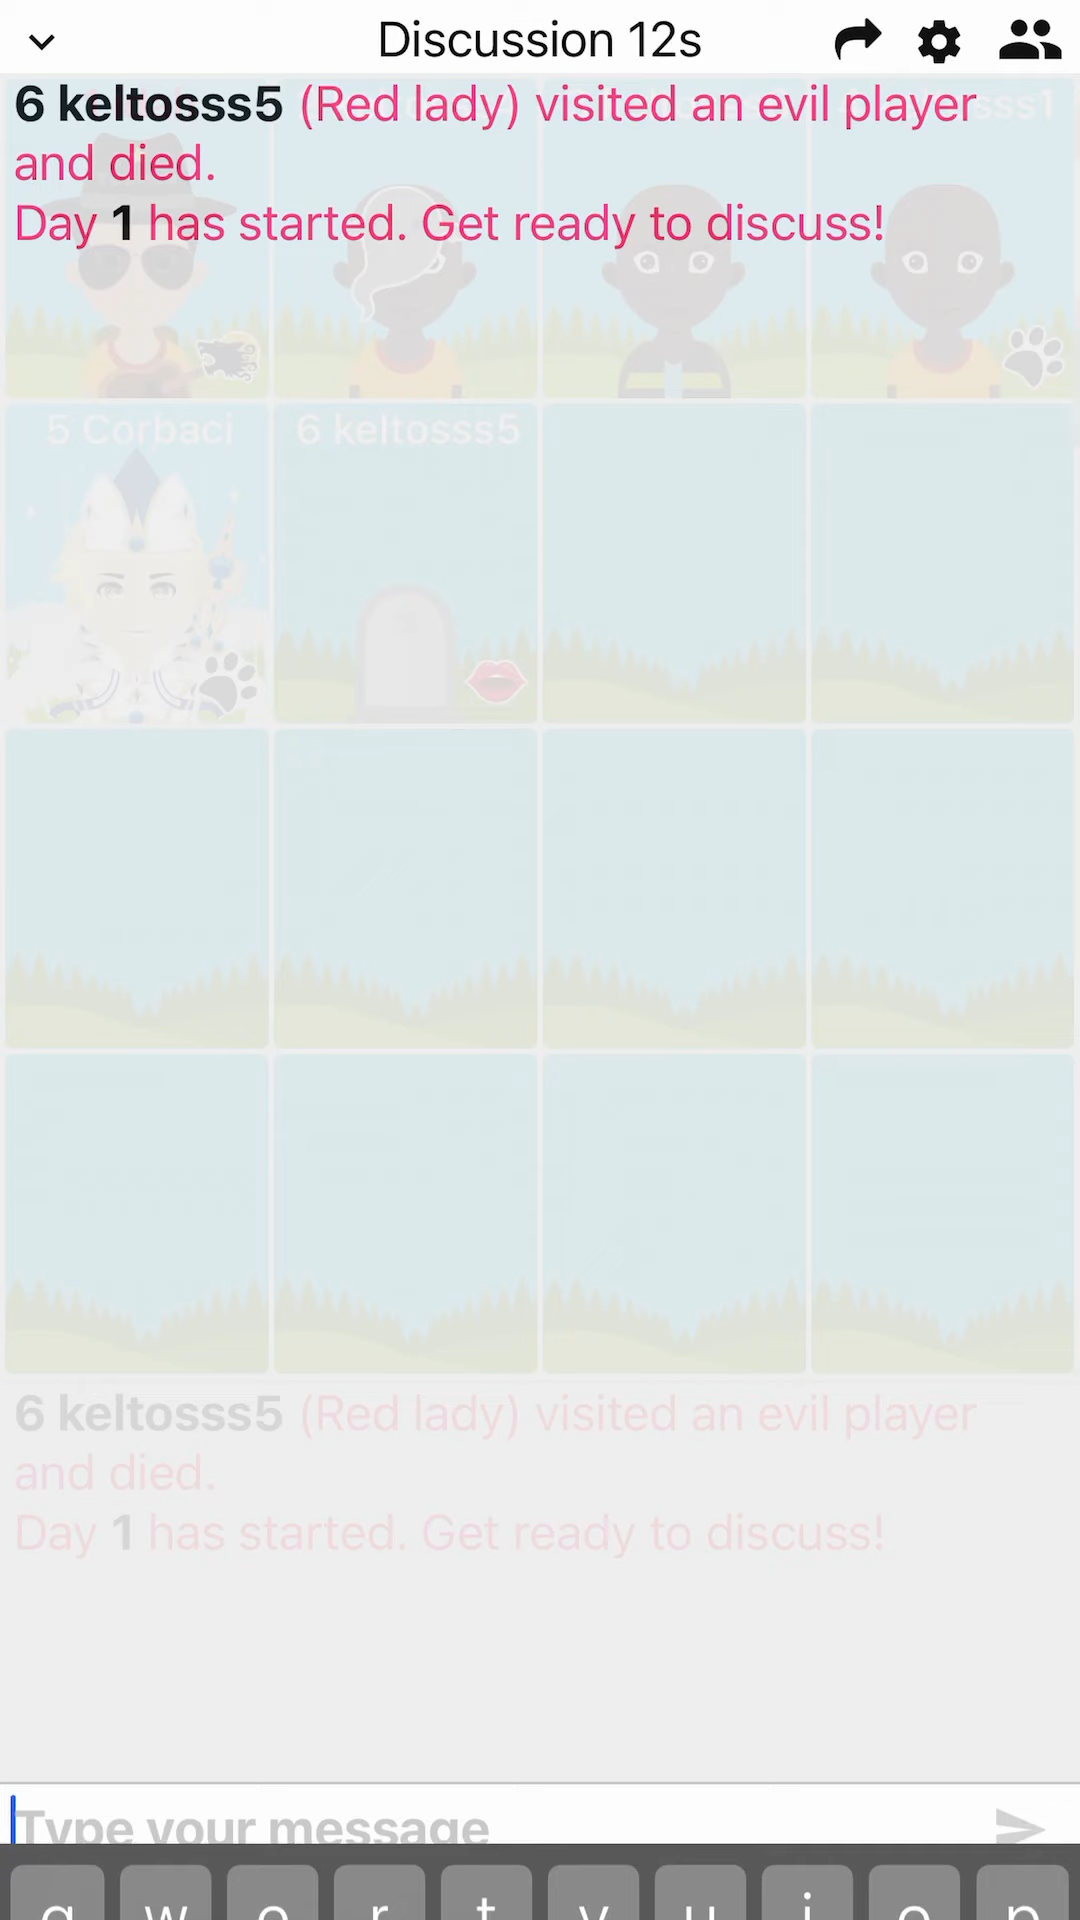 Discussion 12s
6 keltosss5 (Red lady) visited an evil player
and died.
Day 1 has started. Get ready to discuss!
5 Corbaci
6 keltosss5
6 keltosss5 (Red lady) visited an evil player
and died.
Day 1 has started. Get ready to discuss!
Type your message
q w e r t y u i o p